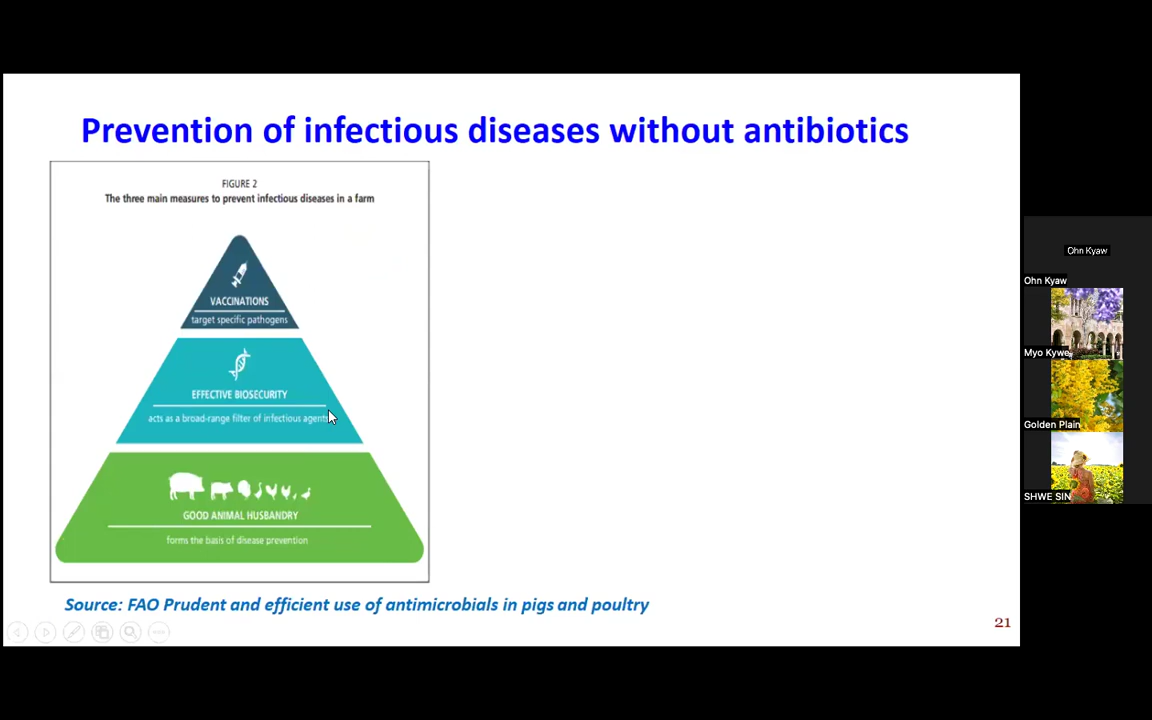 Prevention of infectious diseases without antibiotics
FIGURE 2
The three main measures to prevent infectious diseases in a farm
VACCINATIONS
target specific pathogens
EFFECTIVE BIOSECURITY
acts as a broad-range filter of infectious agents
GOOD ANIMAL HUSBANDRY
forms the basis of disease prevention
Source: FAO Prudent and efficient use of antimicrobials in pigs and poultry
21
Ohn Kyaw
Ohn Kyaw
Myo Kywe
Golden Plain
SHWE SIN